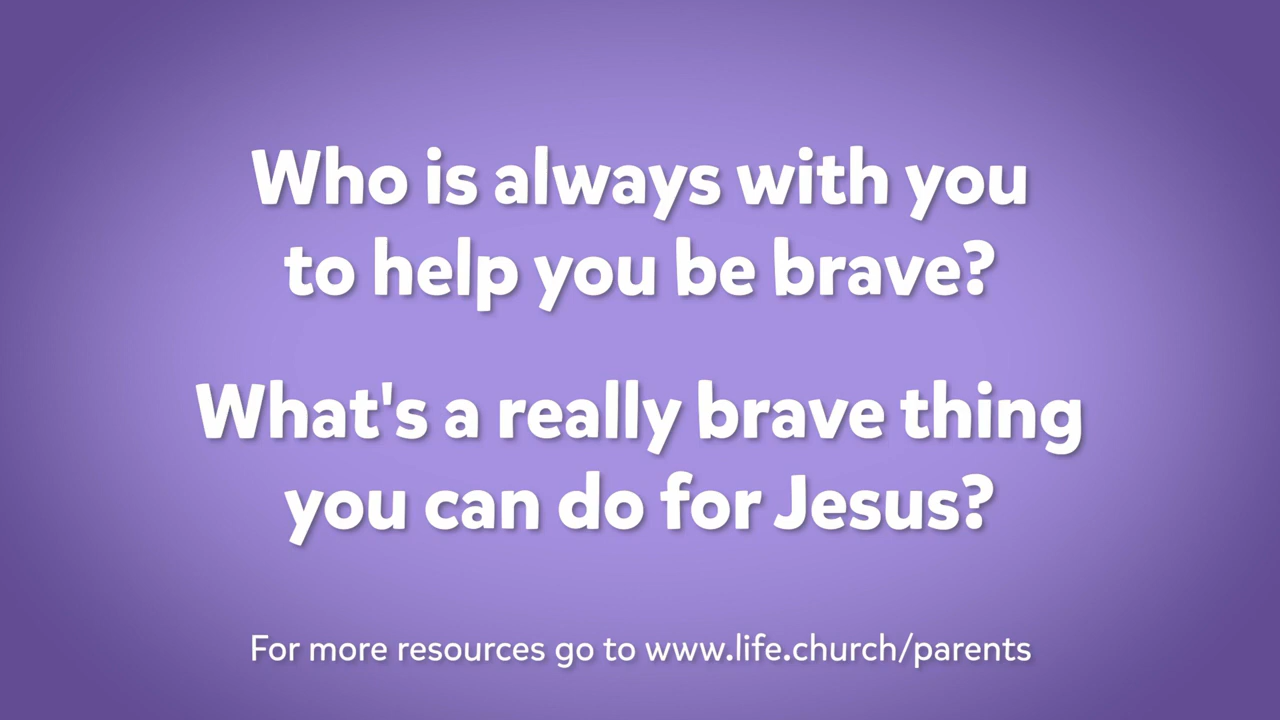 Who is always with you
to help you be brave?
What's a really brave thing
you can do for Jesus?
For more resources go to www.life.church/parents